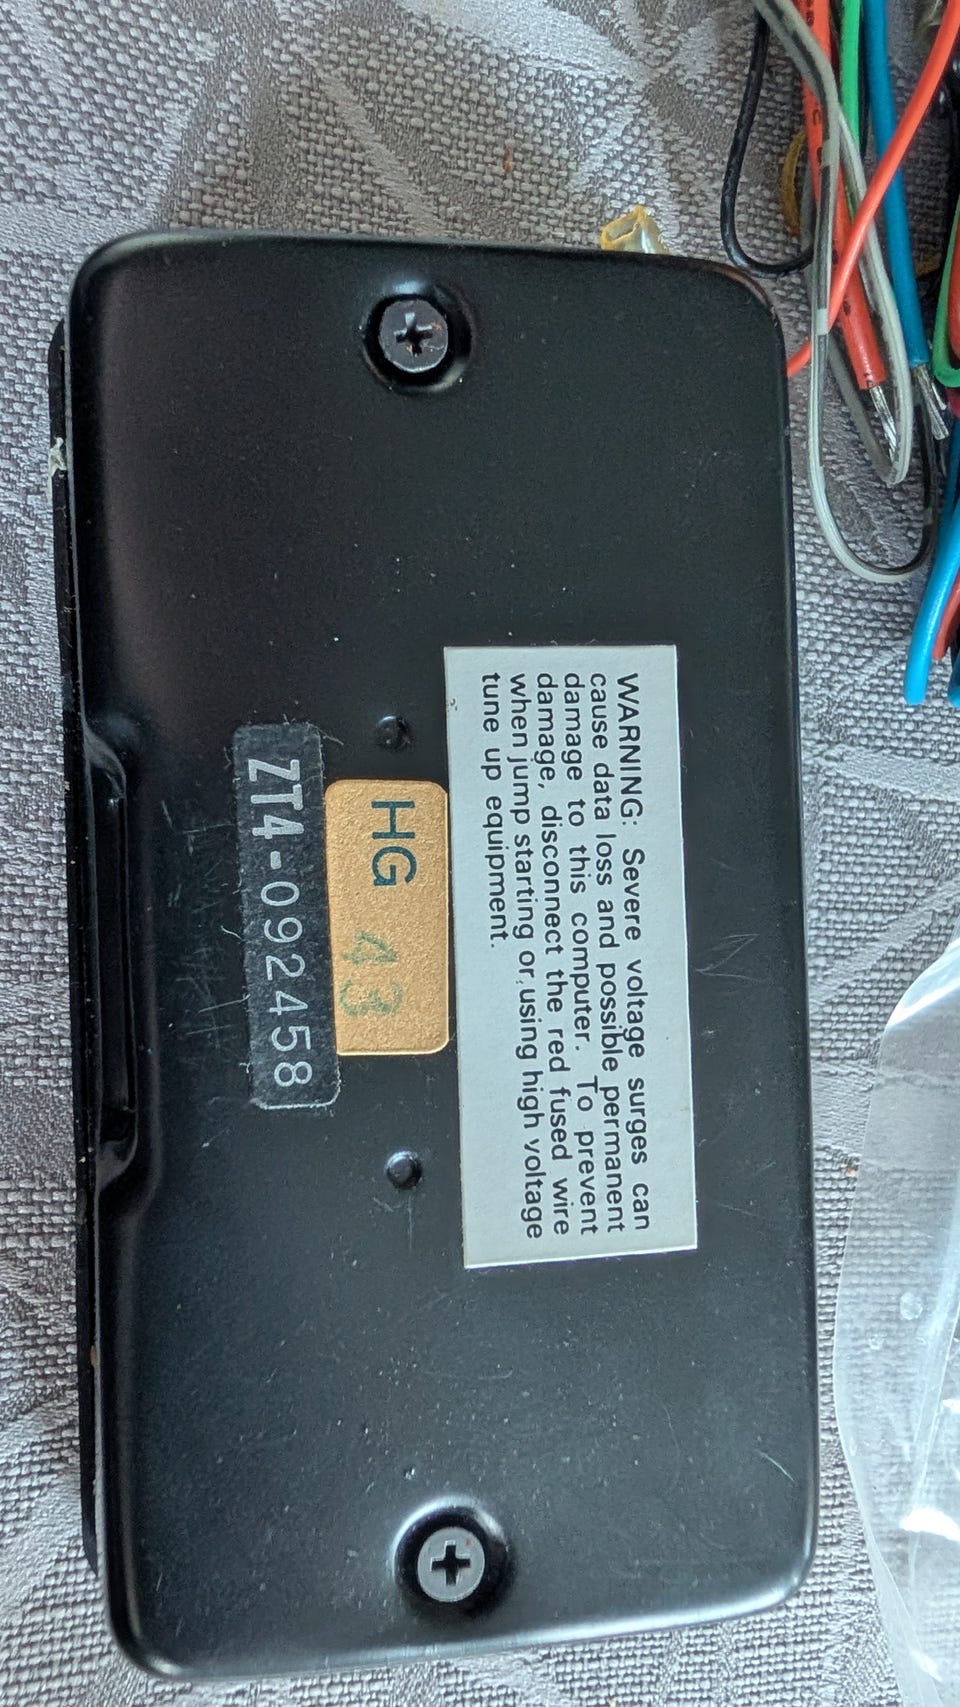 WARNING: Severe voltage surges can
cause data loss and possible permanent
damage to this computer. To prevent
damage, disconnect the red fused wire
when jump starting or using high voltage
tune up equipment.
HG 43
ZT4-092458